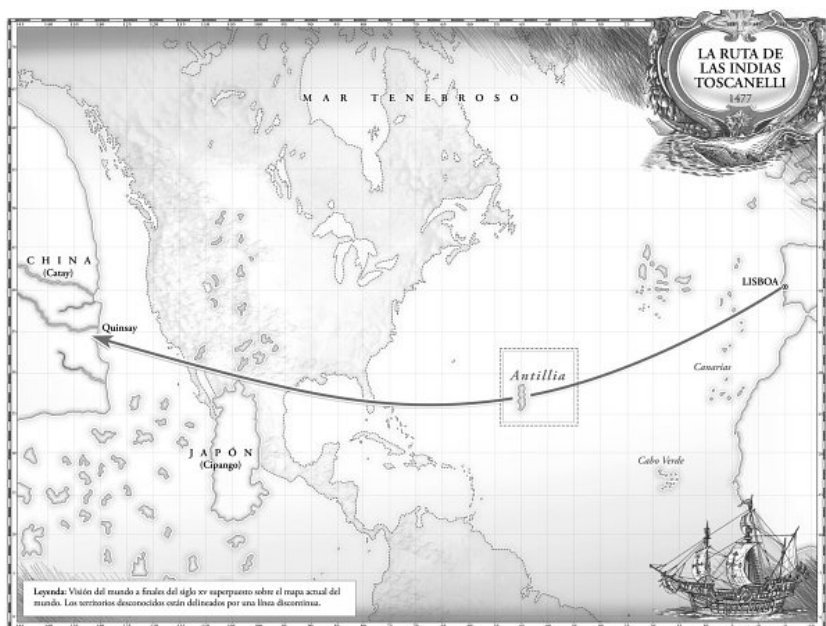 LA RUTA DE
LAS INDIAS
TOSCANELLI
1477
MAR TENEBROSO
CHINA
(Catay)
Quinsay
LISBOA
Antillia
Canarias
JAPÓN
(Cipango)
Cabo Verde
Leyenda: Visión del mundo a finales del siglo XV superpuesto sobre el mapa actual del
mundo. Los territorios desconocidos están delineados por una línea discontinua.